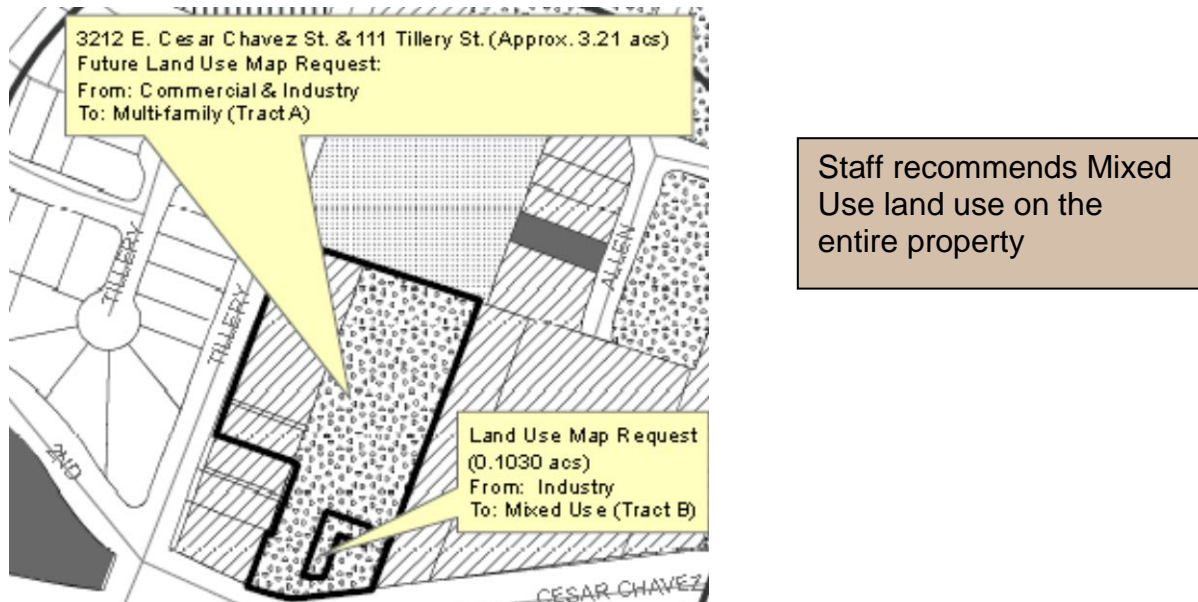 3212 E. Cesar Chavez St. & 111 Tillery St. (Approx. 3.21 acs)
Future Land Use Map Request:
From: Commercial & Industry
To: Multi-family (Tract A)
Staff recommends Mixed
Use land use on the
entire property
TILLERY
TILLERY
ALLEN
2ND
Land Use Map Request
(0.1030 acs)
From: Industry
To: Mixed Use (Tract B)
CESAR CHAVEZ